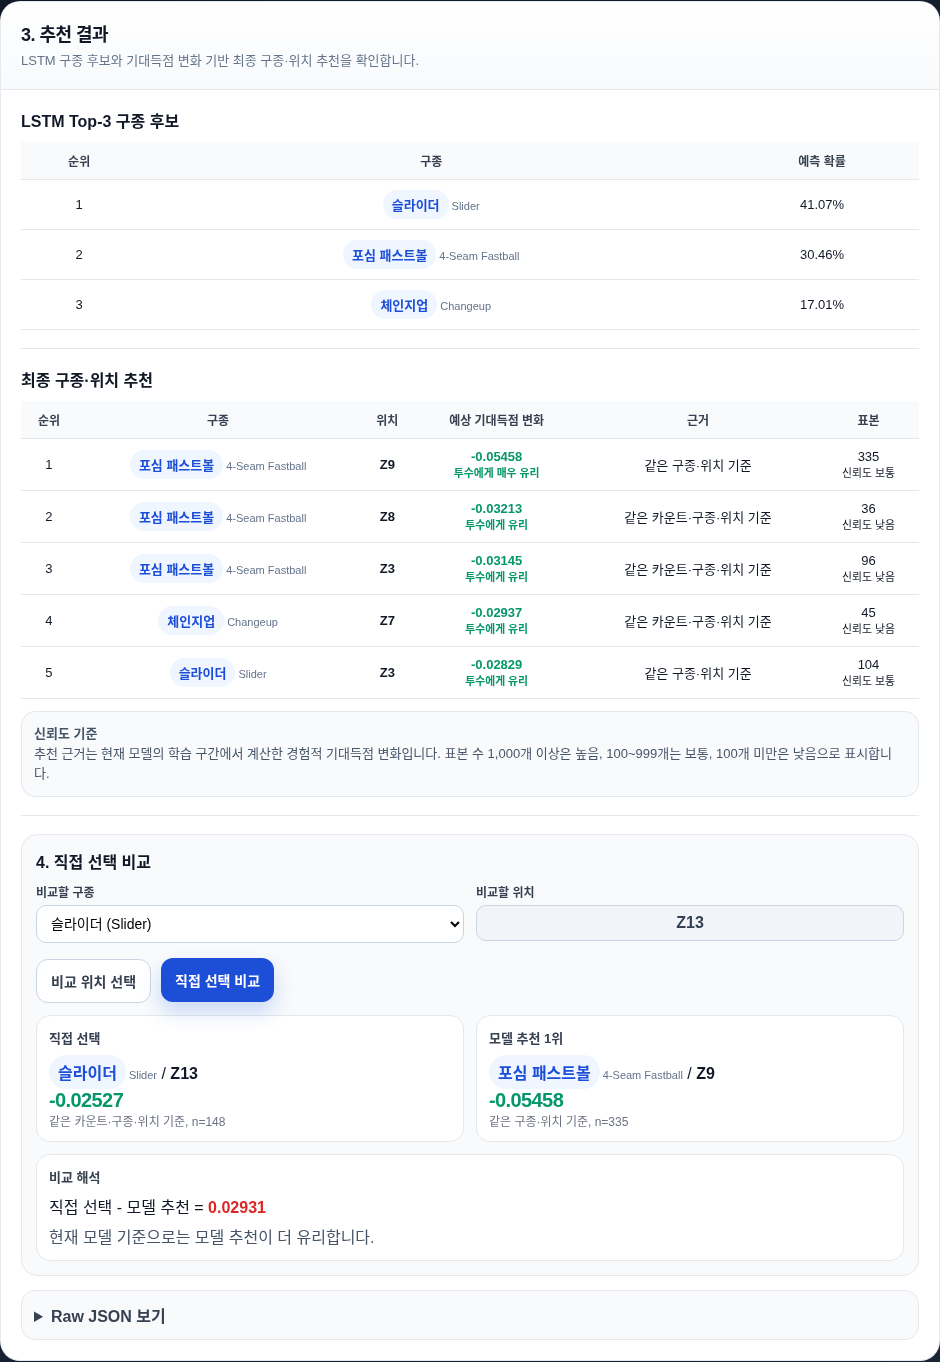 3. 추천 결과
LSTM 구종 후보와 기대득점 변화 기반 최종 구종·위치 추천을 확인합니다.
LSTM Top-3 구종 후보
순위 구종 예측 확률
1 슬라이더 Slider 41.07%
2 포심 패스트볼 4-Seam Fastball 30.46%
3 체인지업 Changeup 17.01%
최종 구종·위치 추천
순위 구종 위치 예상 기대득점 변화 근거 표본
1 포심 패스트볼 4-Seam Fastball Z9 -0.05458 같은 구종·위치 기준 335
투수에게 매우 유리 신뢰도 보통
2 포심 패스트볼 4-Seam Fastball Z8 -0.03213 같은 카운트·구종·위치 기준 36
투수에게 유리 신뢰도 낮음
3 포심 패스트볼 4-Seam Fastball Z3 -0.03145 같은 카운트·구종·위치 기준 96
투수에게 유리 신뢰도 낮음
4 체인지업 Changeup Z7 -0.02937 같은 카운트·구종·위치 기준 45
투수에게 유리 신뢰도 낮음
5 슬라이더 Slider Z3 -0.02829 같은 구종·위치 기준 104
투수에게 유리 신뢰도 보통
신뢰도 기준
추천 근거는 현재 모델의 학습 구간에서 계산한 경험적 기대득점 변화입니다. 표본 수 1,000개 이상은 높음, 100~999개는 보통, 100개 미만은 낮음으로 표시합니
다.
4. 직접 선택 비교
비교할 구종 비교할 위치
슬라이더 (Slider) Z13
비교 위치 선택 직접 선택 비교
직접 선택
슬라이더 Slider / Z13
-0.02527
같은 카운트·구종·위치 기준, n=148
모델 추천 1위
포심 패스트볼 4-Seam Fastball / Z9
-0.05458
같은 구종·위치 기준, n=335
비교 해석
직접 선택 - 모델 추천 = 0.02931
현재 모델 기준으로는 모델 추천이 더 유리합니다.
Raw JSON 보기